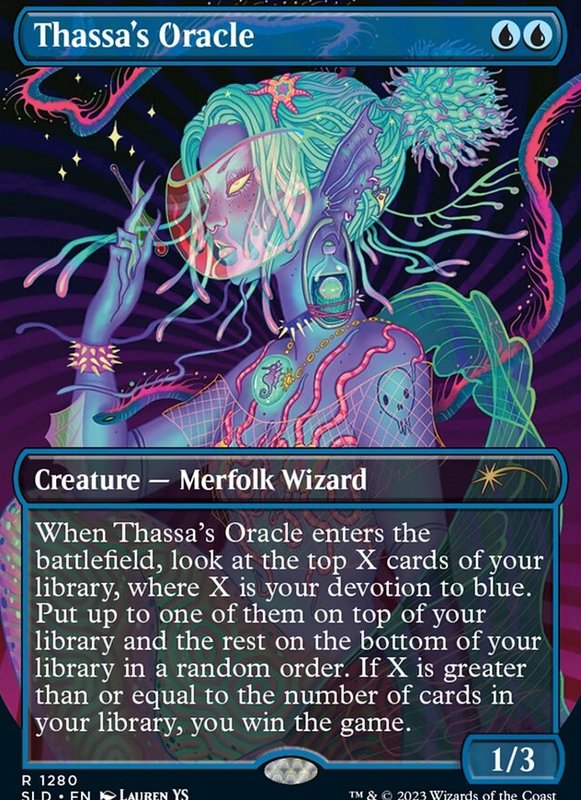 Thassa's Oracle
Creature — Merfolk Wizard
When Thassa's Oracle enters the
battlefield, look at the top X cards of your
library, where X is your devotion to blue.
Put up to one of them on top of your
library and the rest on the bottom of your
library in a random order. If X is greater
than or equal to the number of cards in
your library, you win the game.
1/3
R 1280
SLD • EN Lauren YS
™ & © 2023 Wizards of the Coast